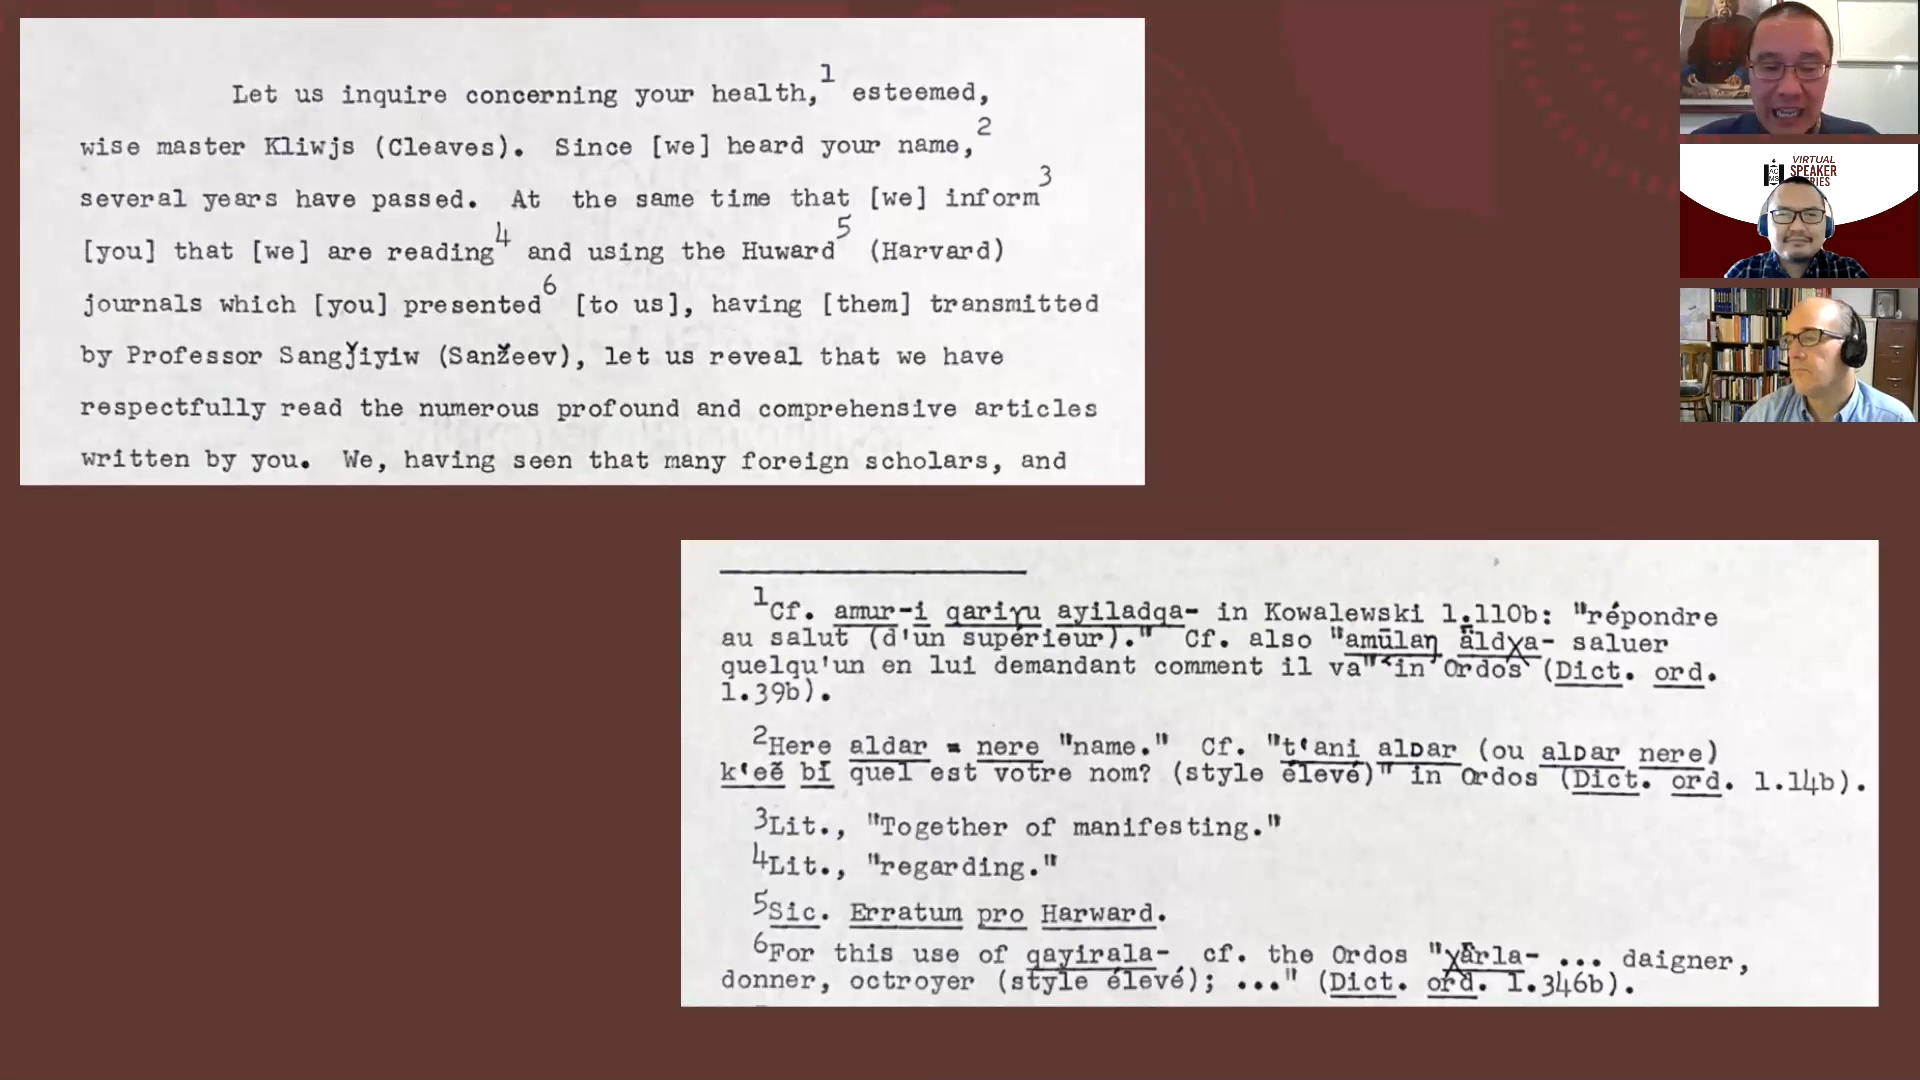 Let us inquire concerning your health,1 esteemed,
wise master Kliwjs (Cleaves). Since [we] heard your name,2
several years have passed. At the same time that [we] inform3
[you] that [we] are reading4 and using the Huward5 (Harvard)
journals which [you] presented6 [to us], having [them] transmitted
by Professor Sangǰiyiw (Sanžeev), let us reveal that we have
respectfully read the numerous profound and comprehensive articles
written by you. We, having seen that many foreign scholars, and
1Cf. amur-i qariγu ayiladqa- in Kowalewski 1.110b: "répondre
au salut (d'un supérieur)." Cf. also "amūlaŋ
 saluer
quelqu'un en lui demandant comment il va" in Ordos (Dict. ord.
1.39b).
2Here aldar = nere "name." Cf. "t‘ani alᴅar (ou alᴅar nere)
quel est votre nom? (style élevé)" in Ordos (Dict. ord. 1.14b).
3Lit., "Together of manifesting."
4Lit., "regarding."
5Sic. Erratum pro Harward.
6For this use of qayirala-, cf. the Ordos ... daigner,
donner, octroyer (style élevé); ..." (Dict. ord. 1.346b).
VIRTUAL
SPEAKER
AC
MS